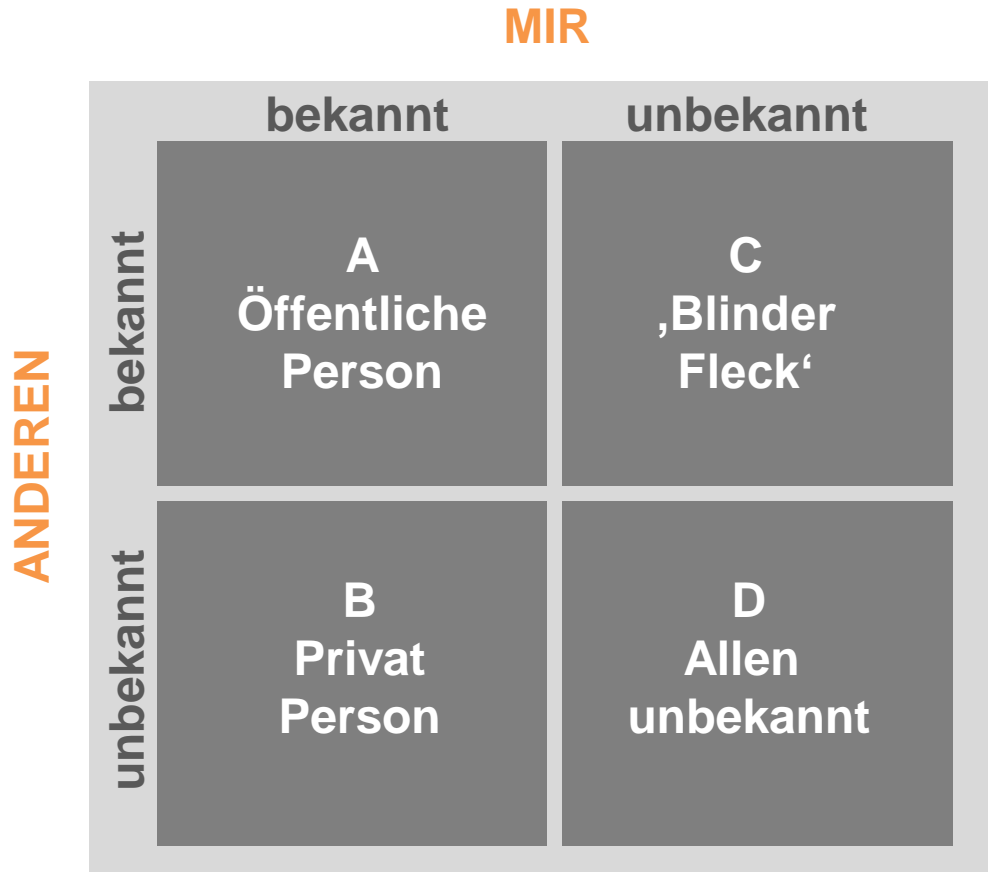 MIR
bekannt
unbekannt
ANDEREN
bekannt
A
Öffentliche
Person
C
‚Blinder
Fleck‘
unbekannt
B
Privat
Person
D
Allen
unbekannt